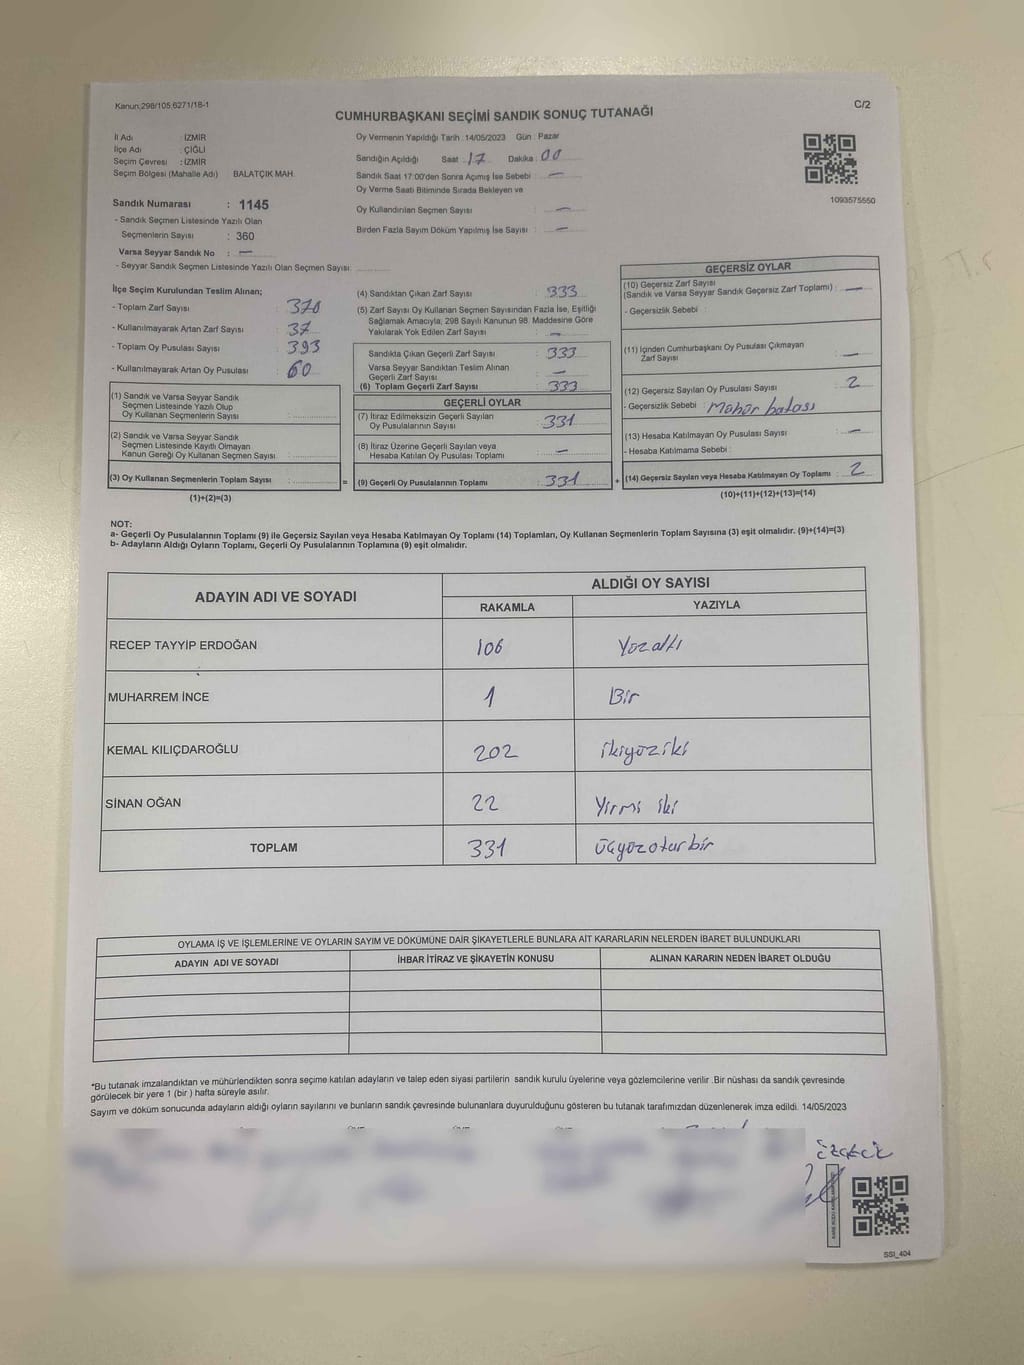 Kanun;298/105,6271/18-1
C/2
CUMHURBAŞKANI SEÇİMİ SANDIK SONUÇ TUTANAĞI
İl Adı : İZMİR
İlçe Adı : ÇİĞLİ
Seçim Çevresi : İZMİR
Seçim Bölgesi (Mahalle Adı) BALATÇIK MAH.
Sandık Numarası : 1145
- Sandık Seçmen Listesinde Yazılı Olan
Seçmenlerin Sayısı : 360
Varsa Seyyar Sandık No : —
- Seyyar Sandık Seçmen Listesinde Yazılı Olan Seçmen Sayısı:
Oy Vermenin Yapıldığı Tarih : 14/05/2023 Gün : Pazar
Sandığın Açıldığı Saat : 17 Dakika : 00
Sandık Saat 17:00'den Sonra Açımış İse Sebebi : —
Oy Verme Saati Bitiminde Sırada Bekleyen ve
Oy Kullandırılan Seçmen Sayısı : —
Birden Fazla Sayım Döküm Yapılmış İse Sayısı : —
1093575550
İlçe Seçim Kurulundan Teslim Alınan;
- Toplam Zarf Sayısı : 370
- Kullanılmayarak Artan Zarf Sayısı : 37
- Toplam Oy Pusulası Sayısı : 393
- Kullanılmayarak Artan Oy Pusulası : 60
(1) Sandık ve Varsa Seyyar Sandık
Seçmen Listesinde Yazılı Olup
Oy Kullanan Seçmenlerin Sayısı :
(2) Sandık ve Varsa Seyyar Sandık
Seçmen Listesinde Kayıtlı Olmayan
Kanun Gereği Oy Kullanan Seçmen Sayısı :
(3) Oy Kullanan Seçmenlerin Toplam Sayısı : =
(1)+(2)=(3)
(4) Sandıktan Çıkan Zarf Sayısı : 333
(5) Zarf Sayısı Oy Kullanan Seçmen Sayısından Fazla İse, Eşitliği
Sağlamak Amacıyla, 298 Sayılı Kanunun 98. Maddesine Göre
Yakılarak Yok Edilen Zarf Sayısı : —
Sandıkta Çıkan Geçerli Zarf Sayısı : 333
Varsa Seyyar Sandıktan Teslim Alınan
Geçerli Zarf Sayısı : —
(6) Toplam Geçerli Zarf Sayısı : 333
GEÇERLİ OYLAR
(7) İtiraz Edilmeksizin Geçerli Sayılan
Oy Pusulalarının Sayısı : 331
(8) İtiraz Üzerine Geçerli Sayılan veya
Hesaba Katılan Oy Pusulası Toplamı : —
(9) Geçerli Oy Pusulalarının Toplamı : 331 +
GEÇERSİZ OYLAR
(10) Geçersiz Zarf Sayısı
(Sandık ve Varsa Seyyar Sandık Geçersiz Zarf Toplamı) : —
- Geçersizlik Sebebi :
(11) İçinden Cumhurbaşkanı Oy Pusulası Çıkmayan
Zarf Sayısı : —
(12) Geçersiz Sayılan Oy Pusulası Sayısı : 2
- Geçersizlik Sebebi : Mühür hatası
(13) Hesaba Katılmayan Oy Pusulası Sayısı : —
- Hesaba Katılmama Sebebi :
(14) Geçersiz Sayılan veya Hesaba Katılmayan Oy Toplamı : 2
(10)+(11)+(12)+(13)=(14)
NOT:
a- Geçerli Oy Pusulalarının Toplamı (9) ile Geçersiz Sayılan veya Hesaba Katılmayan Oy Toplamı (14) Toplamları, Oy Kullanan Seçmenlerin Toplam Sayısına (3) eşit olmalıdır. (9)+(14)=(3)
b- Adayların Aldığı Oyların Toplamı, Geçerli Oy Pusulalarının Toplamına (9) eşit olmalıdır.
ADAYIN ADI VE SOYADI ALDIĞI OY SAYISI
RAKAMLA YAZIYLA
RECEP TAYYİP ERDOĞAN 106 Yüzaltı
MUHARREM İNCE 1 Bir
KEMAL KILIÇDAROĞLU 202 ikiyüziki
SİNAN OĞAN 22 Yirmi iki
TOPLAM 331 üçyüzotuzbir
OYLAMA İŞ VE İŞLEMLERİNE VE OYLARIN SAYIM VE DÖKÜMÜNE DAİR ŞİKAYETLERLE BUNLARA AİT KARARLARIN NELERDEN İBARET BULUNDUKLARI
ADAYIN ADI VE SOYADI İHBAR İTİRAZ VE ŞİKAYETİN KONUSU ALINAN KARARIN NEDEN İBARET OLDUĞU
*Bu tutanak imzalandıktan ve mühürlendikten sonra seçime katılan adayların ve talep eden siyasi partilerin sandık kurulu üyelerine veya gözlemcilerine verilir .Bir nüshası da sandık çevresinde
görülecek bir yere 1 (bir ) hafta süreyle asılır.
Sayım ve döküm sonucunda adayların aldığı oyların sayılarını ve bunların sandık çevresinde bulunanlara duyurulduğunu gösteren bu tutanak tarafımızdan düzenlenerek imza edildi. 14/05/2023
SSI_404